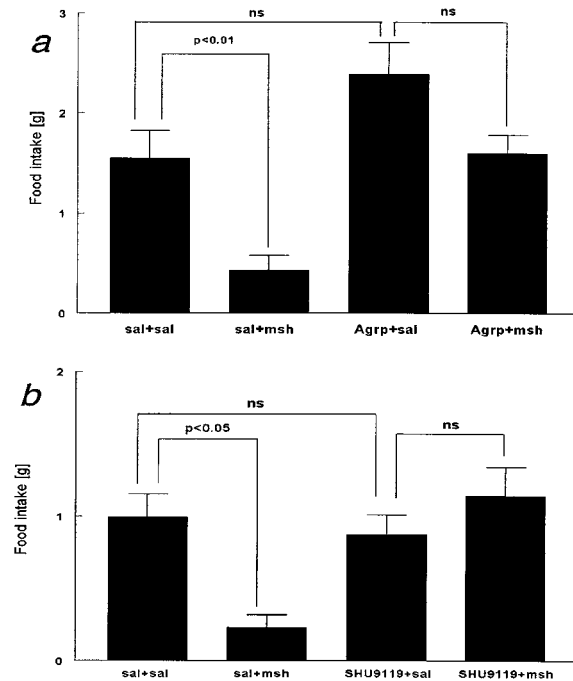 a
ns
ns
p<0.01
3
2
1
0
Food intake [g]
sal+sal sal+msh Agrp+sal Agrp+msh
b
ns
p<0.05
ns
2
1
0
Food intake [g]
sal+sal sal+msh SHU9119+sal SHU9119+msh